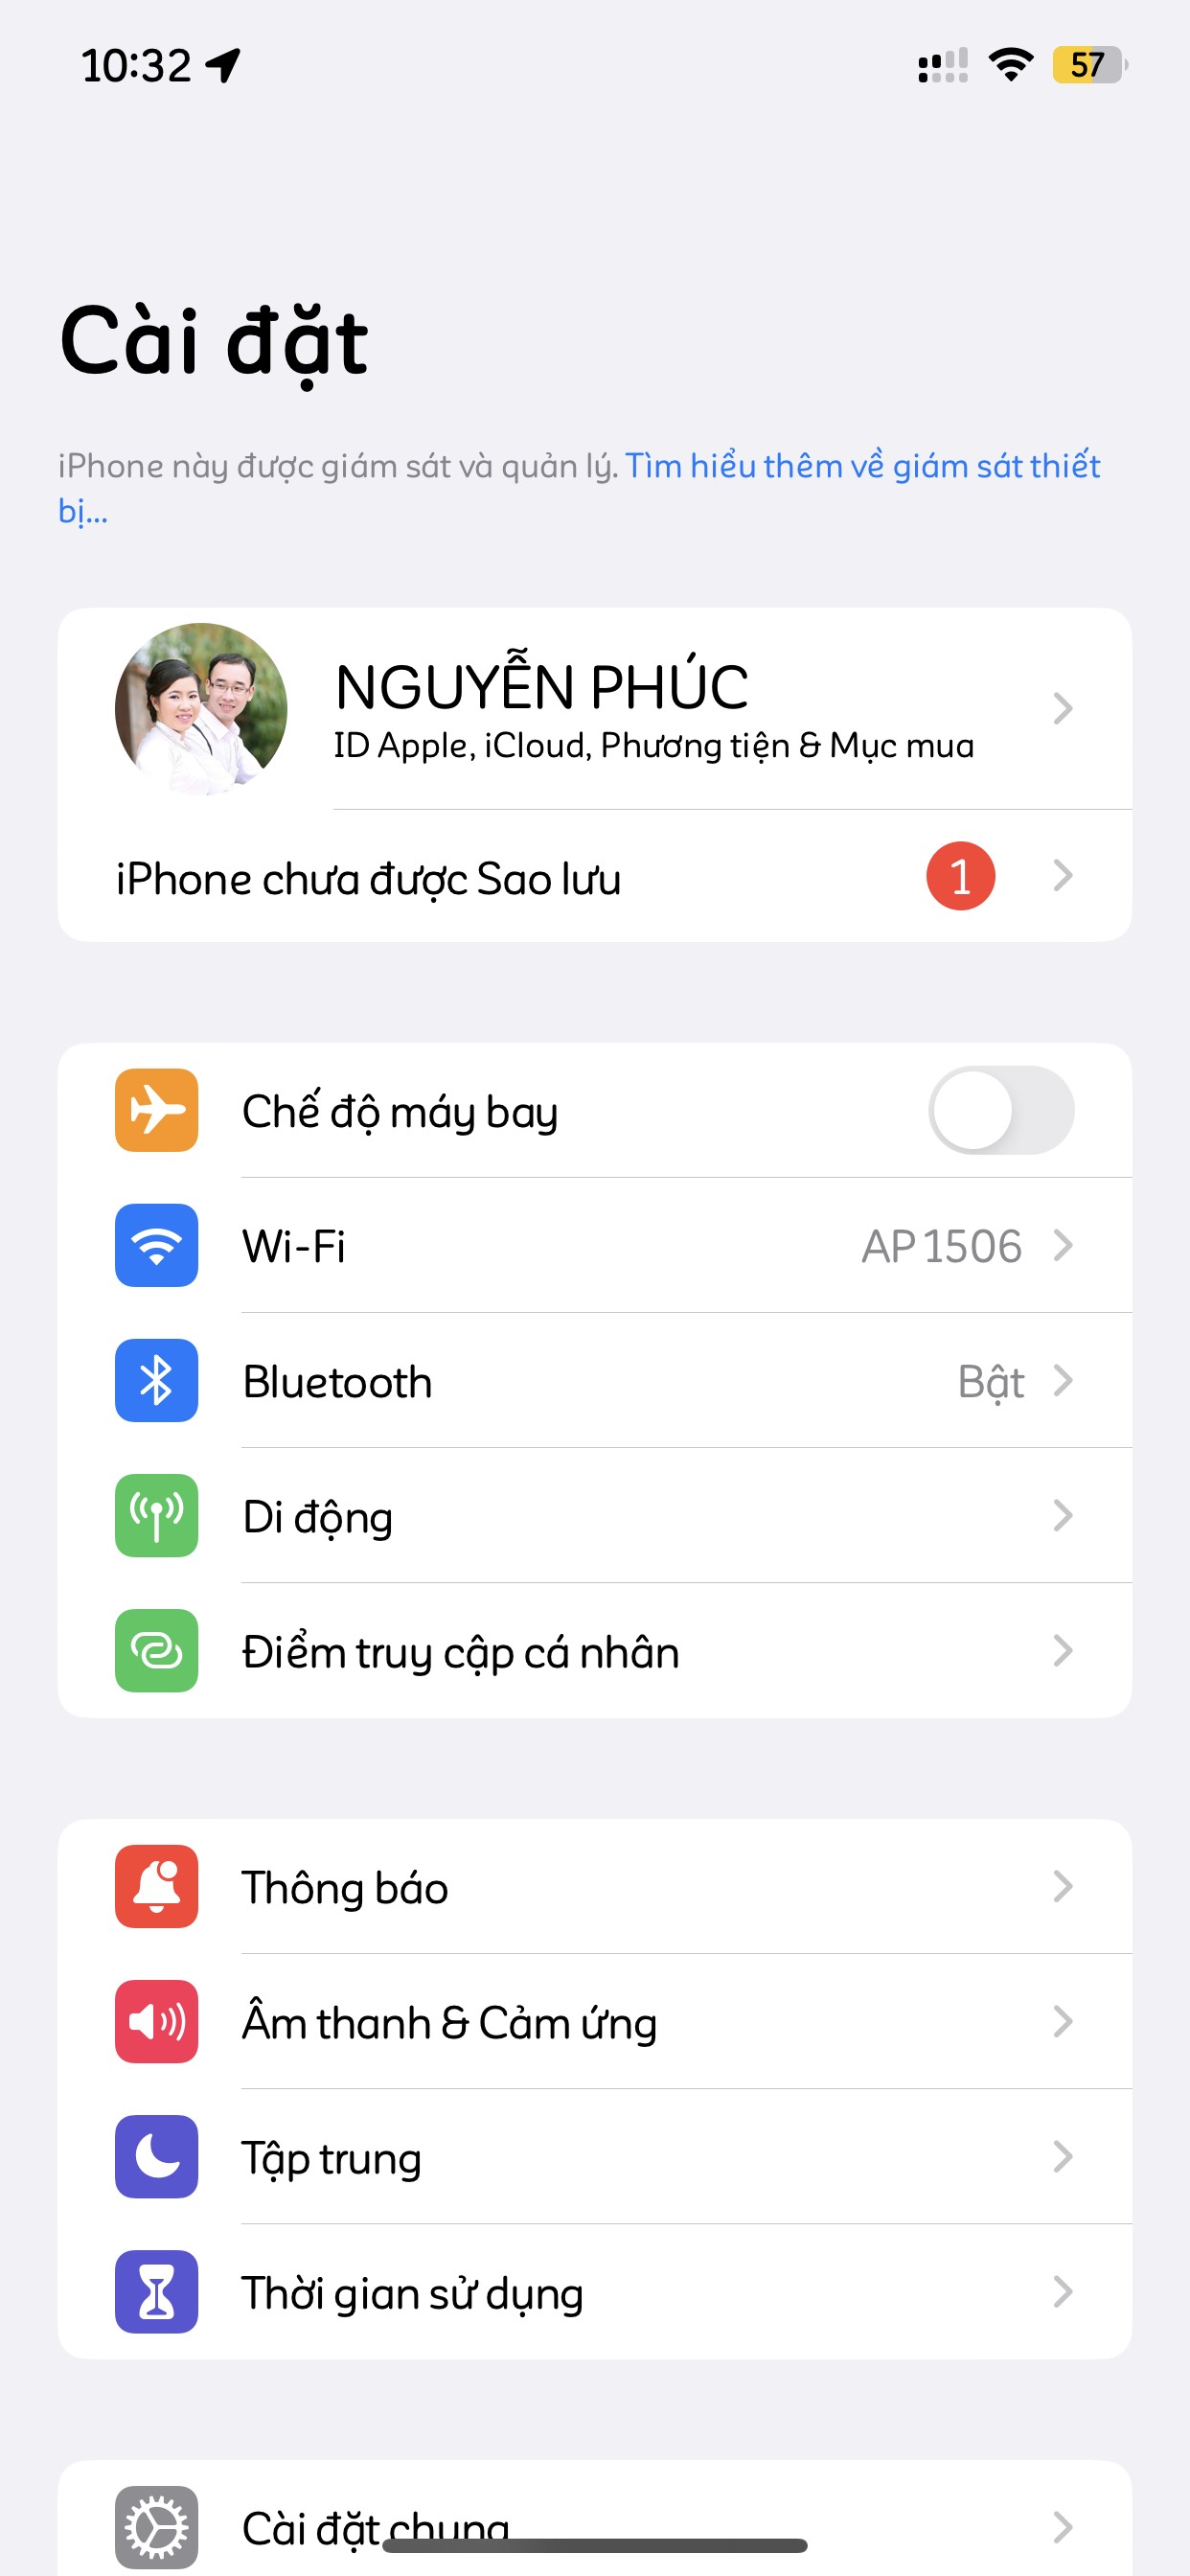 10:32
57
Cài đặt
iPhone này được giám sát và quản lý. Tìm hiểu thêm về giám sát thiết
bị...
NGUYỄN PHÚC
ID Apple, iCloud, Phương tiện & Mục mua
iPhone chưa được Sao lưu
1
Chế độ máy bay
Wi-Fi
AP 1506
Bluetooth
Bật
Di động
Điểm truy cập cá nhân
Thông báo
Âm thanh & Cảm ứng
Tập trung
Thời gian sử dụng
Cài đặt chung